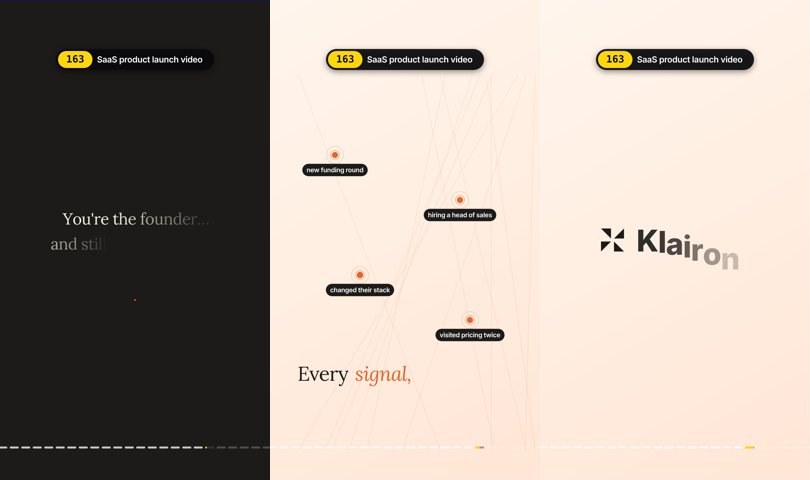 163 SaaS product launch video
You're the founder...
and still
163 SaaS product launch video
new funding round
hiring a head of sales
changed their stack
visited pricing twice
Every signal,
163 SaaS product launch video
Klairon